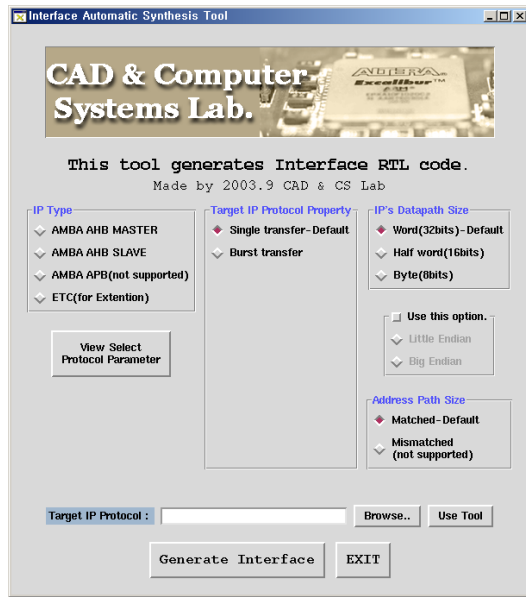 Interface Automatic Synthesis Tool
CAD & Computer
Systems Lab.
ALTERA
Excalibur™
This tool generates Interface RTL code.
Made by 2003.9 CAD & CS Lab
IP Type
AMBA AHB MASTER
AMBA AHB SLAVE
AMBA APB(not supported)
ETC(for Extention)
View Select
Protocol Parameter
Target IP Protocol Property
Single transfer-Default
Burst transfer
IP's Datapath Size
Word(32bits)-Default
Half word(16bits)
Byte(8bits)
Use this option.
Little Endian
Big Endian
Address Path Size
Matched-Default
Mismatched
(not supported)
Target IP Protocol :
Browse..
Use Tool
Generate Interface
EXIT